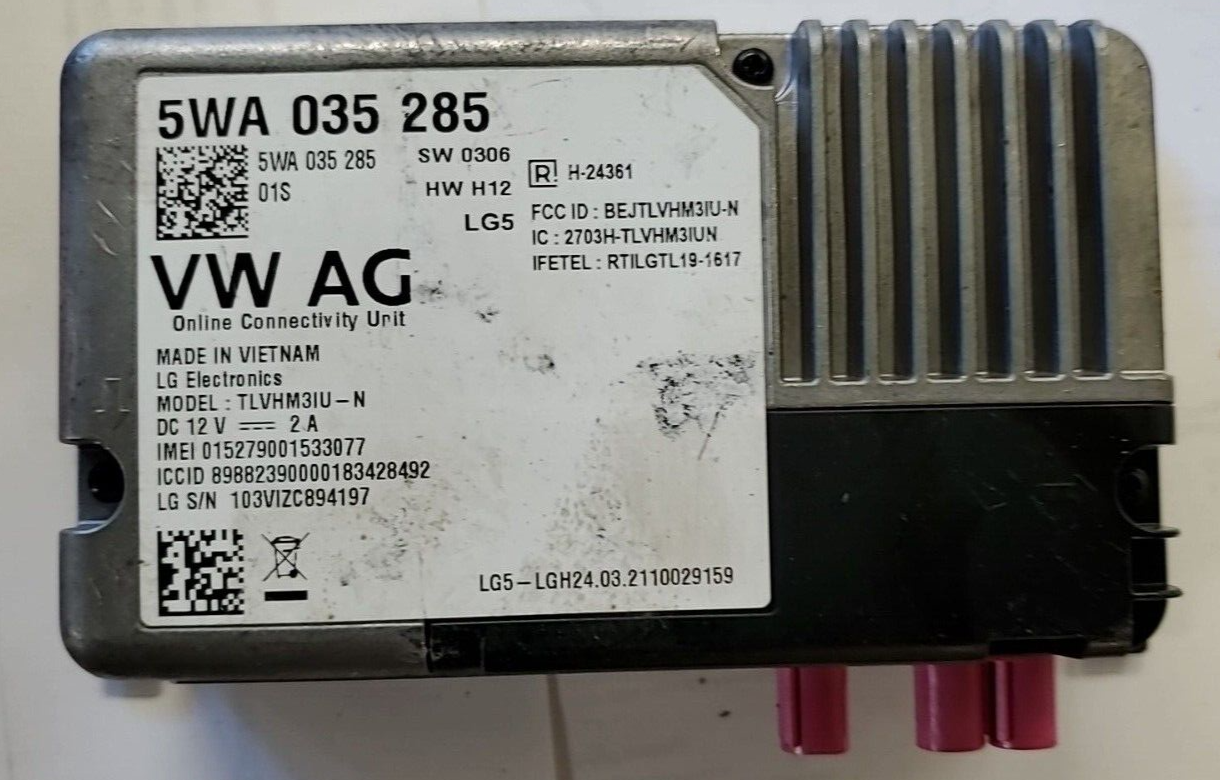 5WA 035 285
5WA 035 285
01S
SW 0306
HW H12
LG5
R! H-24361
FCC ID : BEJTLVHM3IU-N
IC : 2703H-TLVHM3IUN
IFETEL : RTILGTL19-1617
VW AG
Online Connectivity Unit
MADE IN VIETNAM
LG Electronics
MODEL : TLVHM3IU-N
DC 12 V 2 A
IMEI 015279001533077
ICCID 89882390000183428492
LG S/N 103VIZC894197
LG5-LGH24.03.2110029159